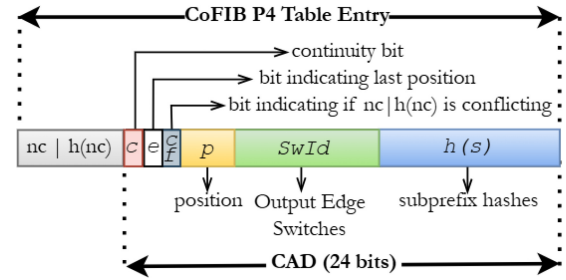 CoFIB P4 Table Entry
continuity bit
bit indicating last position
bit indicating if nc|h(nc) is conflicting
nc | h(nc) c e cf p SwId h(s)
position Output Edge Switches subprefix hashes
CAD (24 bits)